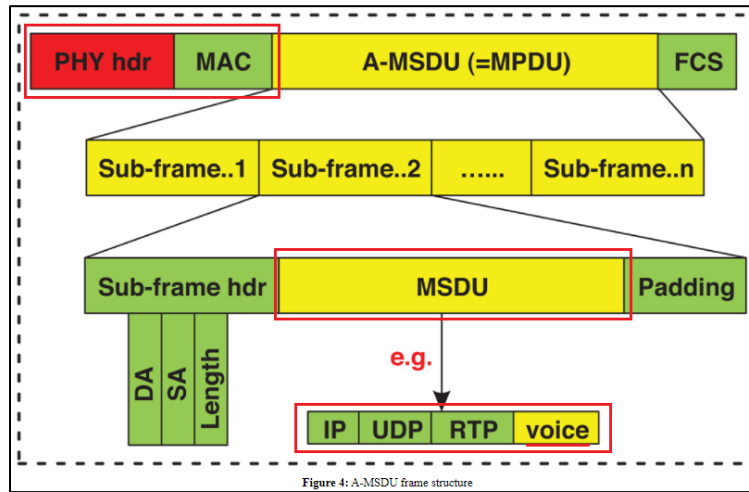 PHY hdr MAC A-MSDU (=MPDU) FCS
Sub-frame..1 Sub-frame..2 ...... Sub-frame..n
Sub-frame hdr MSDU Padding
DA SA Length
e.g.
IP UDP RTP voice
Figure 4: A-MSDU frame structure